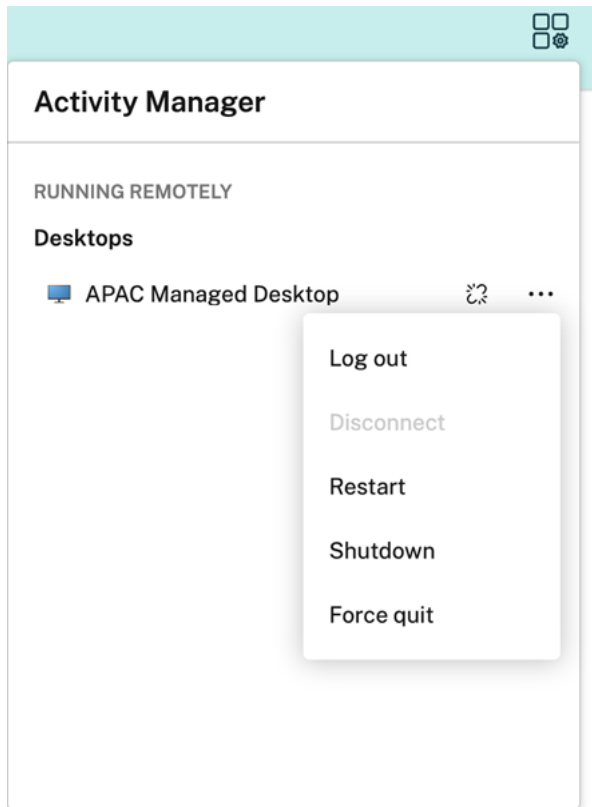 Activity Manager
RUNNING REMOTELY
Desktops
APAC Managed Desktop
Log out
Disconnect
Restart
Shutdown
Force quit